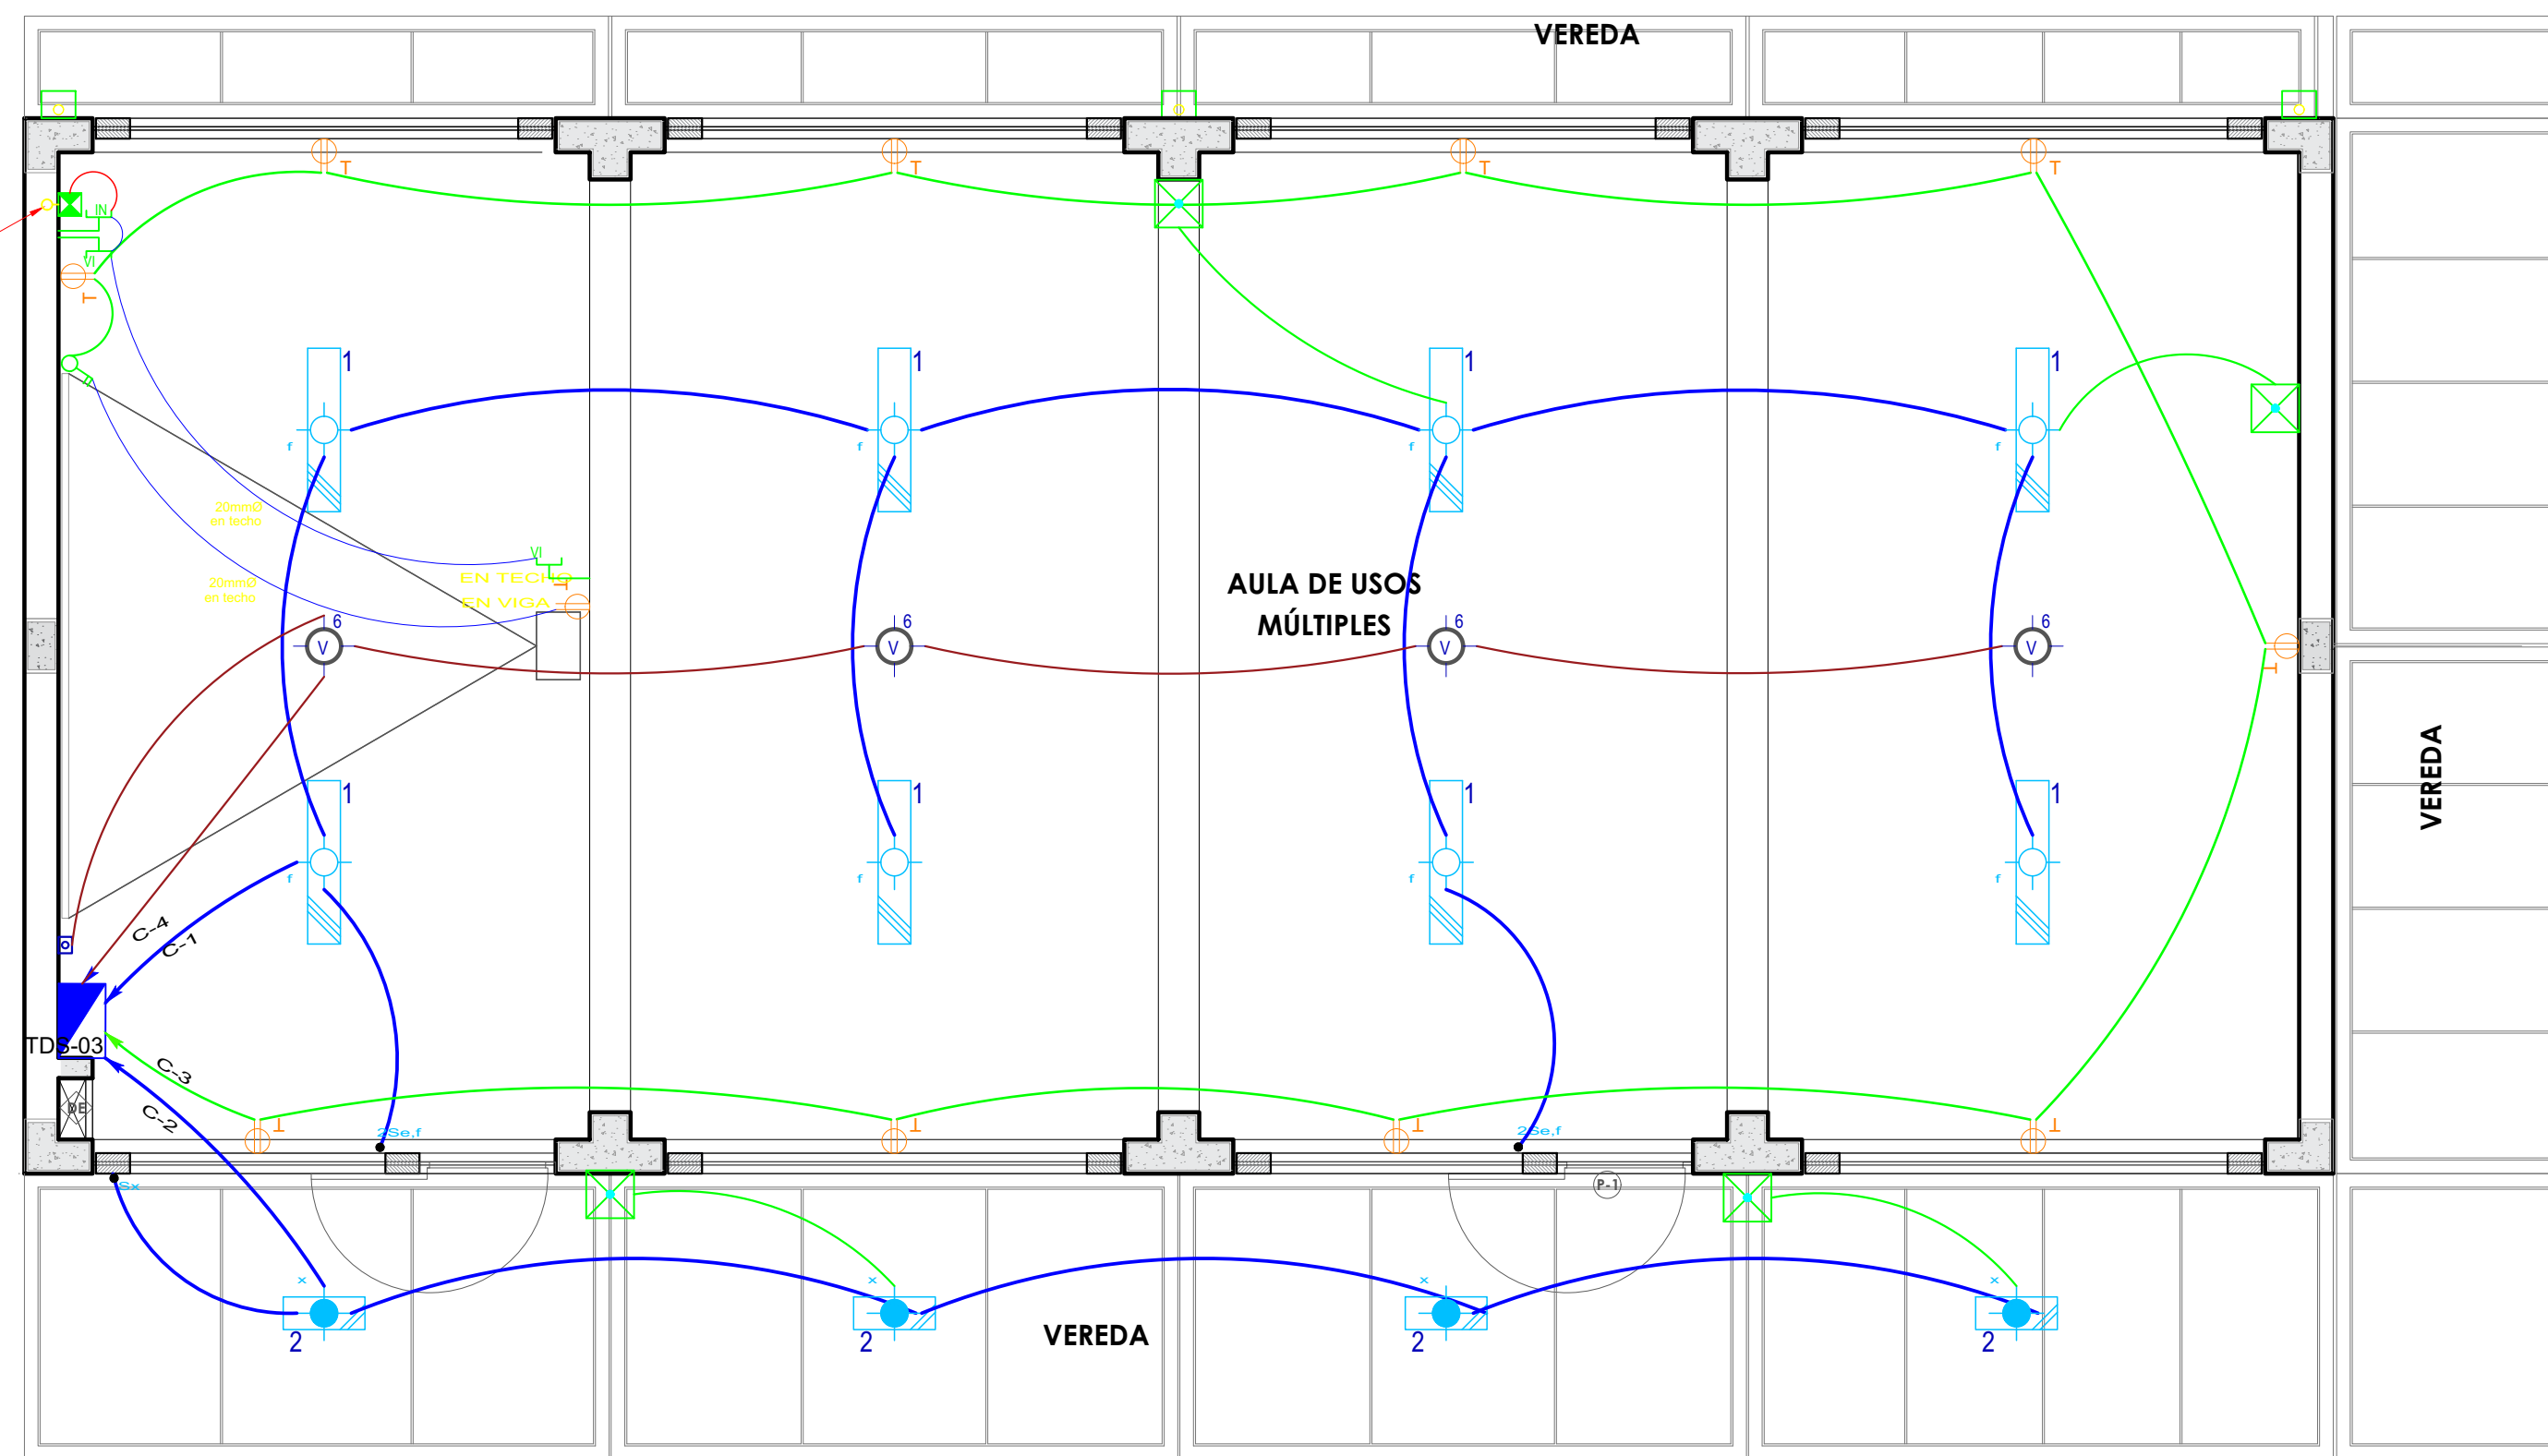 VEREDA
T
T
T
T
IN
VI
T
1
1
1
1
f
f
f
f
20mmØ
en techo
VI
EN TECHO
T
20mmØ
en techo
EN VIGA
AULA DE USOS
MÚLTIPLES
6
6
6
6
V
V
V
V
T
VEREDA
1
1
1
1
f
f
f
f
C-4
C-1
TDS-03
C-3
C-2
DE
T
T
T
T
2Se,f
2Se,f
Sx
P-1
x
x
x
x
2
2
2
2
VEREDA